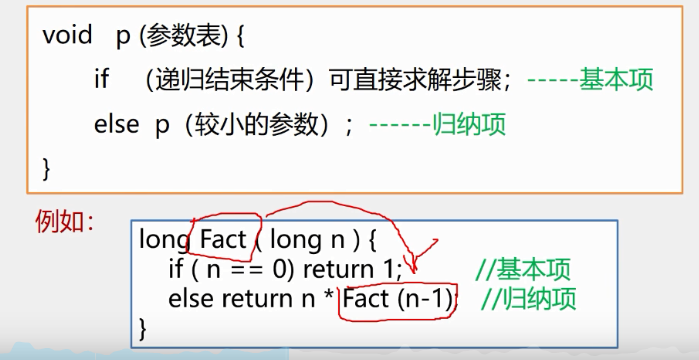 void p (参数表) {
if （递归结束条件）可直接求解步骤；-----基本项
else p（较小的参数）；------归纳项
}
例如：
long Fact ( long n ) {
if ( n == 0) return 1; //基本项
else return n * Fact (n-1); //归纳项
}